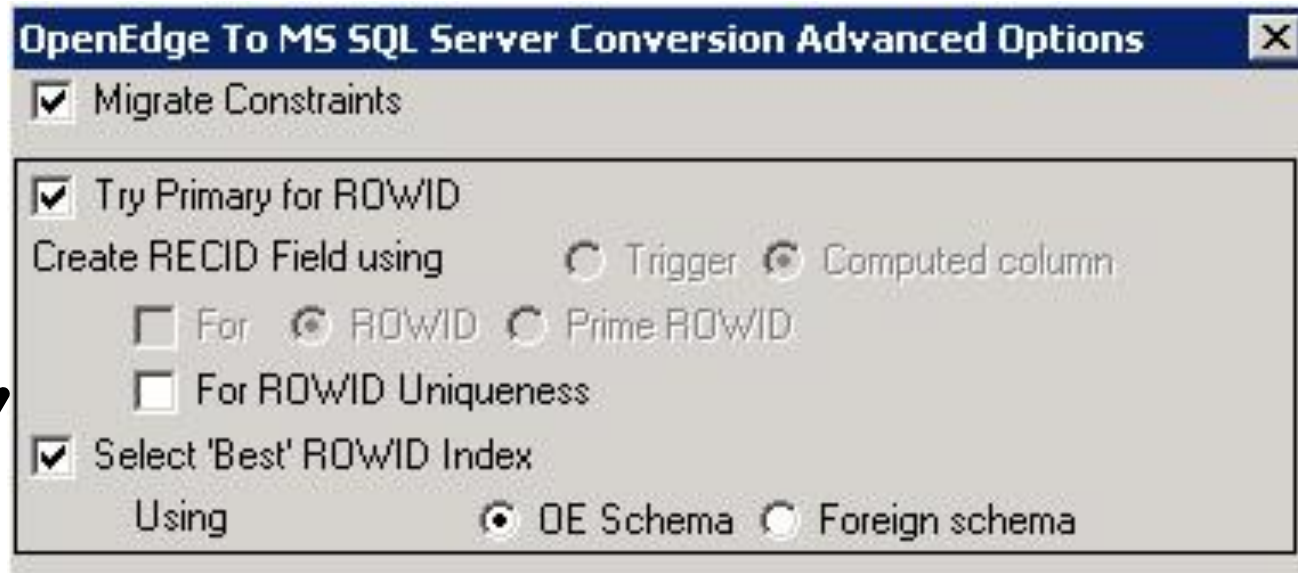 OpenEdge To MS SQL Server Conversion Advanced Options
Migrate Constraints
Try Primary for ROWID
Create RECID Field using Trigger Computed column
For ROWID Prime ROWID
For ROWID Uniqueness
Select 'Best' ROWID Index
Using OE Schema Foreign schema